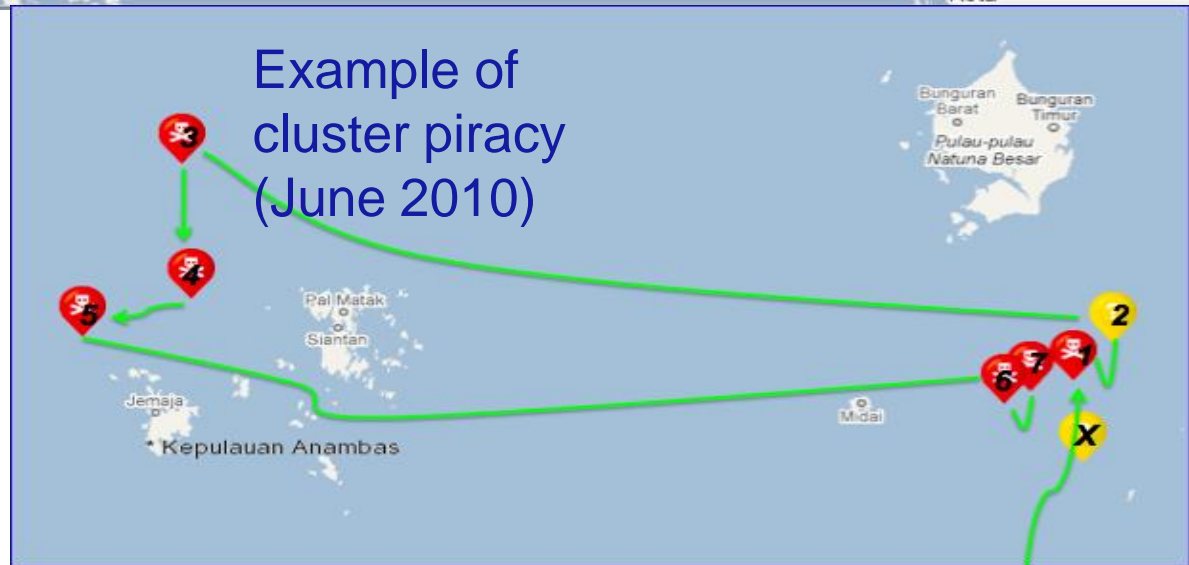 Example of
cluster piracy
(June 2010)
Bunguran
Barat
Bunguran
Timur
Pulau-pulau
Natuna Besar
3
4
5
Pal Matak
Siantan
Jemaja
* Kepulauan Anambas
2
1
7
6
Midai
X